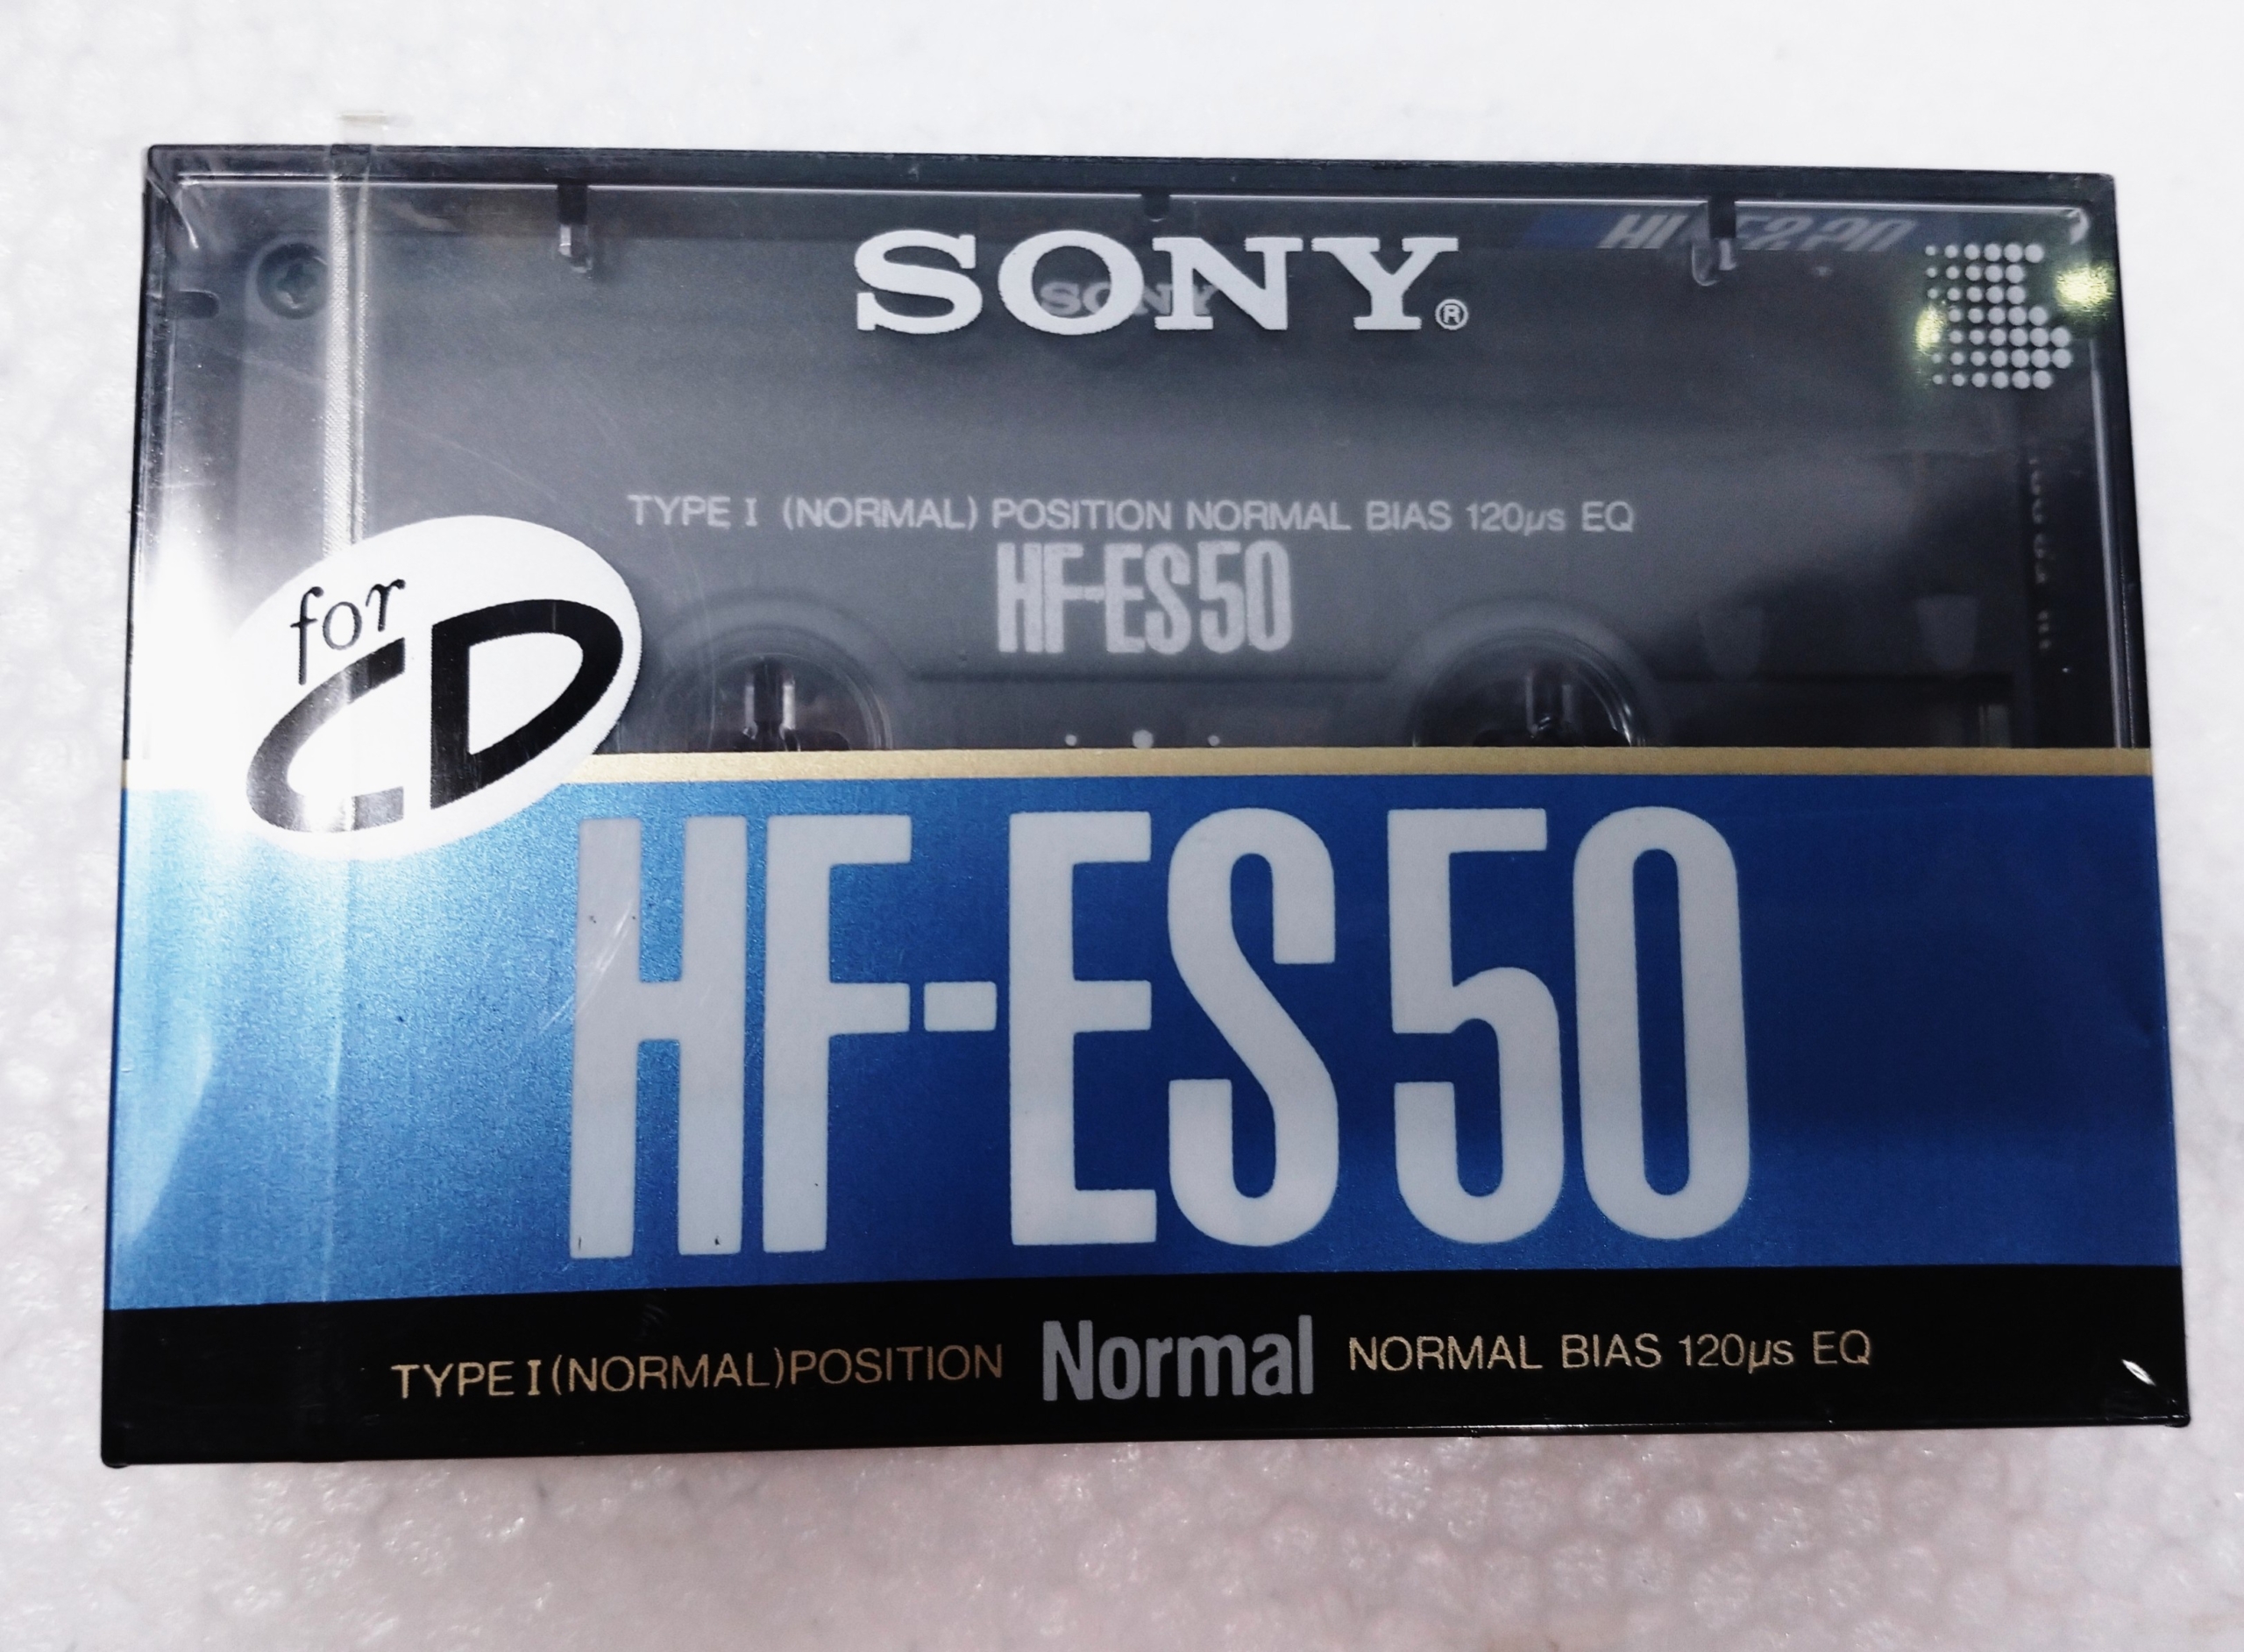 SONY®
SONY
TYPE I (NORMAL) POSITION NORMAL BIAS 120µs EQ
HF-ES50
for
CD
HF-ES50
TYPE I (NORMAL) POSITION Normal NORMAL BIAS 120µs EQ